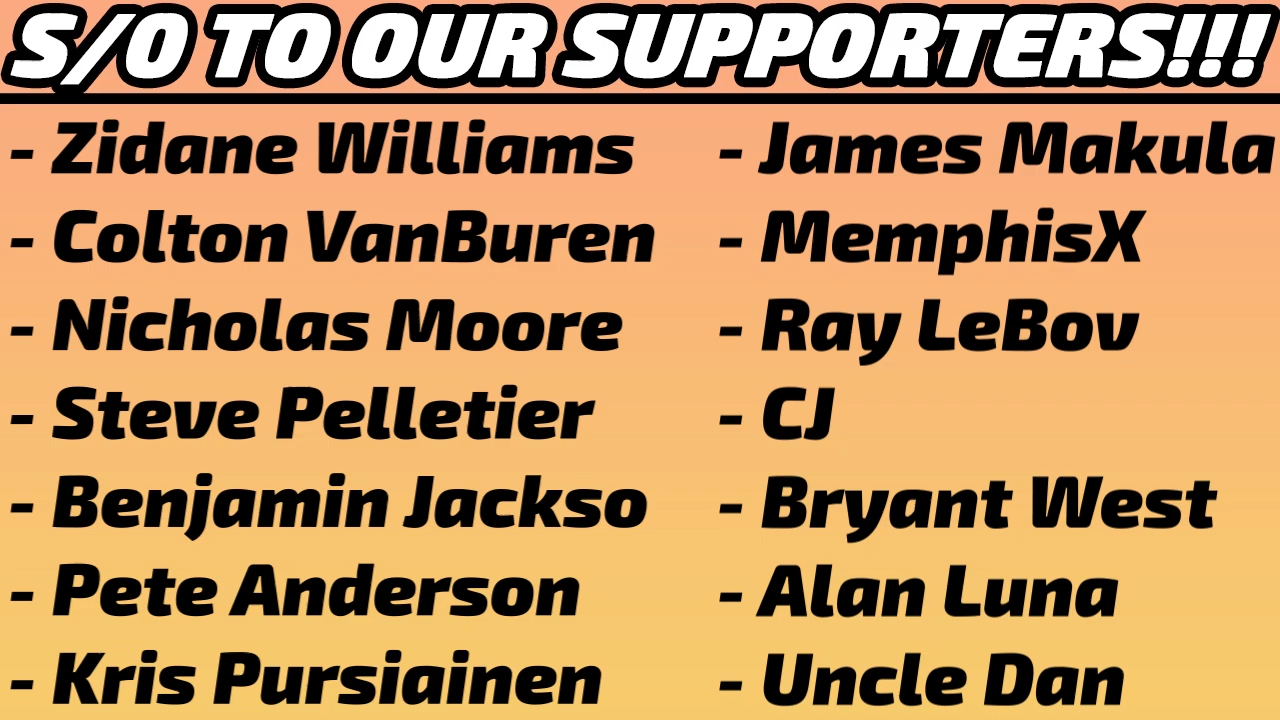 S/O TO OUR SUPPORTERS!!!
- Zidane Williams
- Colton VanBuren
- Nicholas Moore
- Steve Pelletier
- Benjamin Jackso
- Pete Anderson
- Kris Pursiainen
- James Makula
- MemphisX
- Ray LeBov
- CJ
- Bryant West
- Alan Luna
- Uncle Dan